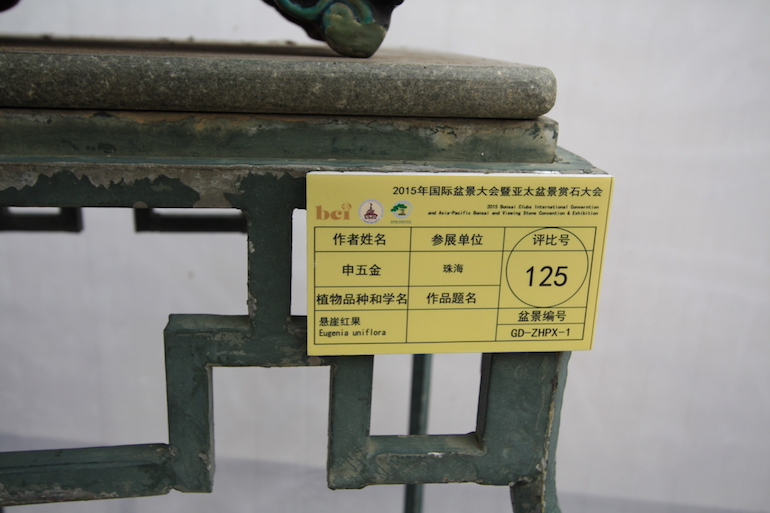 2015年国际盆景大会暨亚太盆景赏石大会
2015 Bonsai Clubs International Convention
and Asia-Pacific Bonsai and Viewing Stone Convention & Exhibition
bci
作者姓名 参展单位 评比号
申五金 珠海 125
植物品种和学名 作品题名
盆景编号
悬崖红果
Eugenia uniflora
GD-ZHPX-1